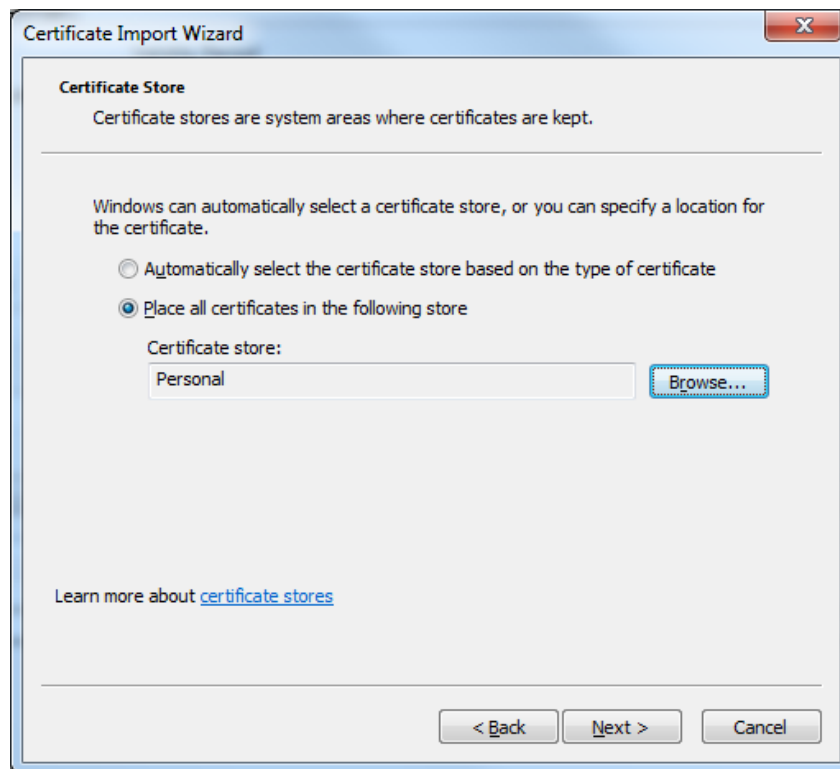 Certificate Import Wizard
Certificate Store
Certificate stores are system areas where certificates are kept.
Windows can automatically select a certificate store, or you can specify a location for
the certificate.
Automatically select the certificate store based on the type of certificate
Place all certificates in the following store
Certificate store:
Personal
Browse...
Learn more about certificate stores
< Back Next > Cancel